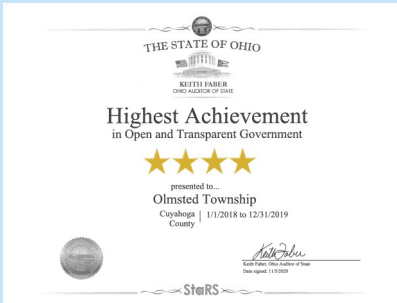 THE STATE OF OHIO
KEITH FABER
OHIO AUDITOR OF STATE
Highest Achievement
in Open and Transparent Government
presented to...
Olmsted Township
Cuyahoga County | 1/1/2018 to 12/31/2019
Keith Faber
Keith Faber, Ohio Auditor of State
Date signed: 11/5/2020
StaRS